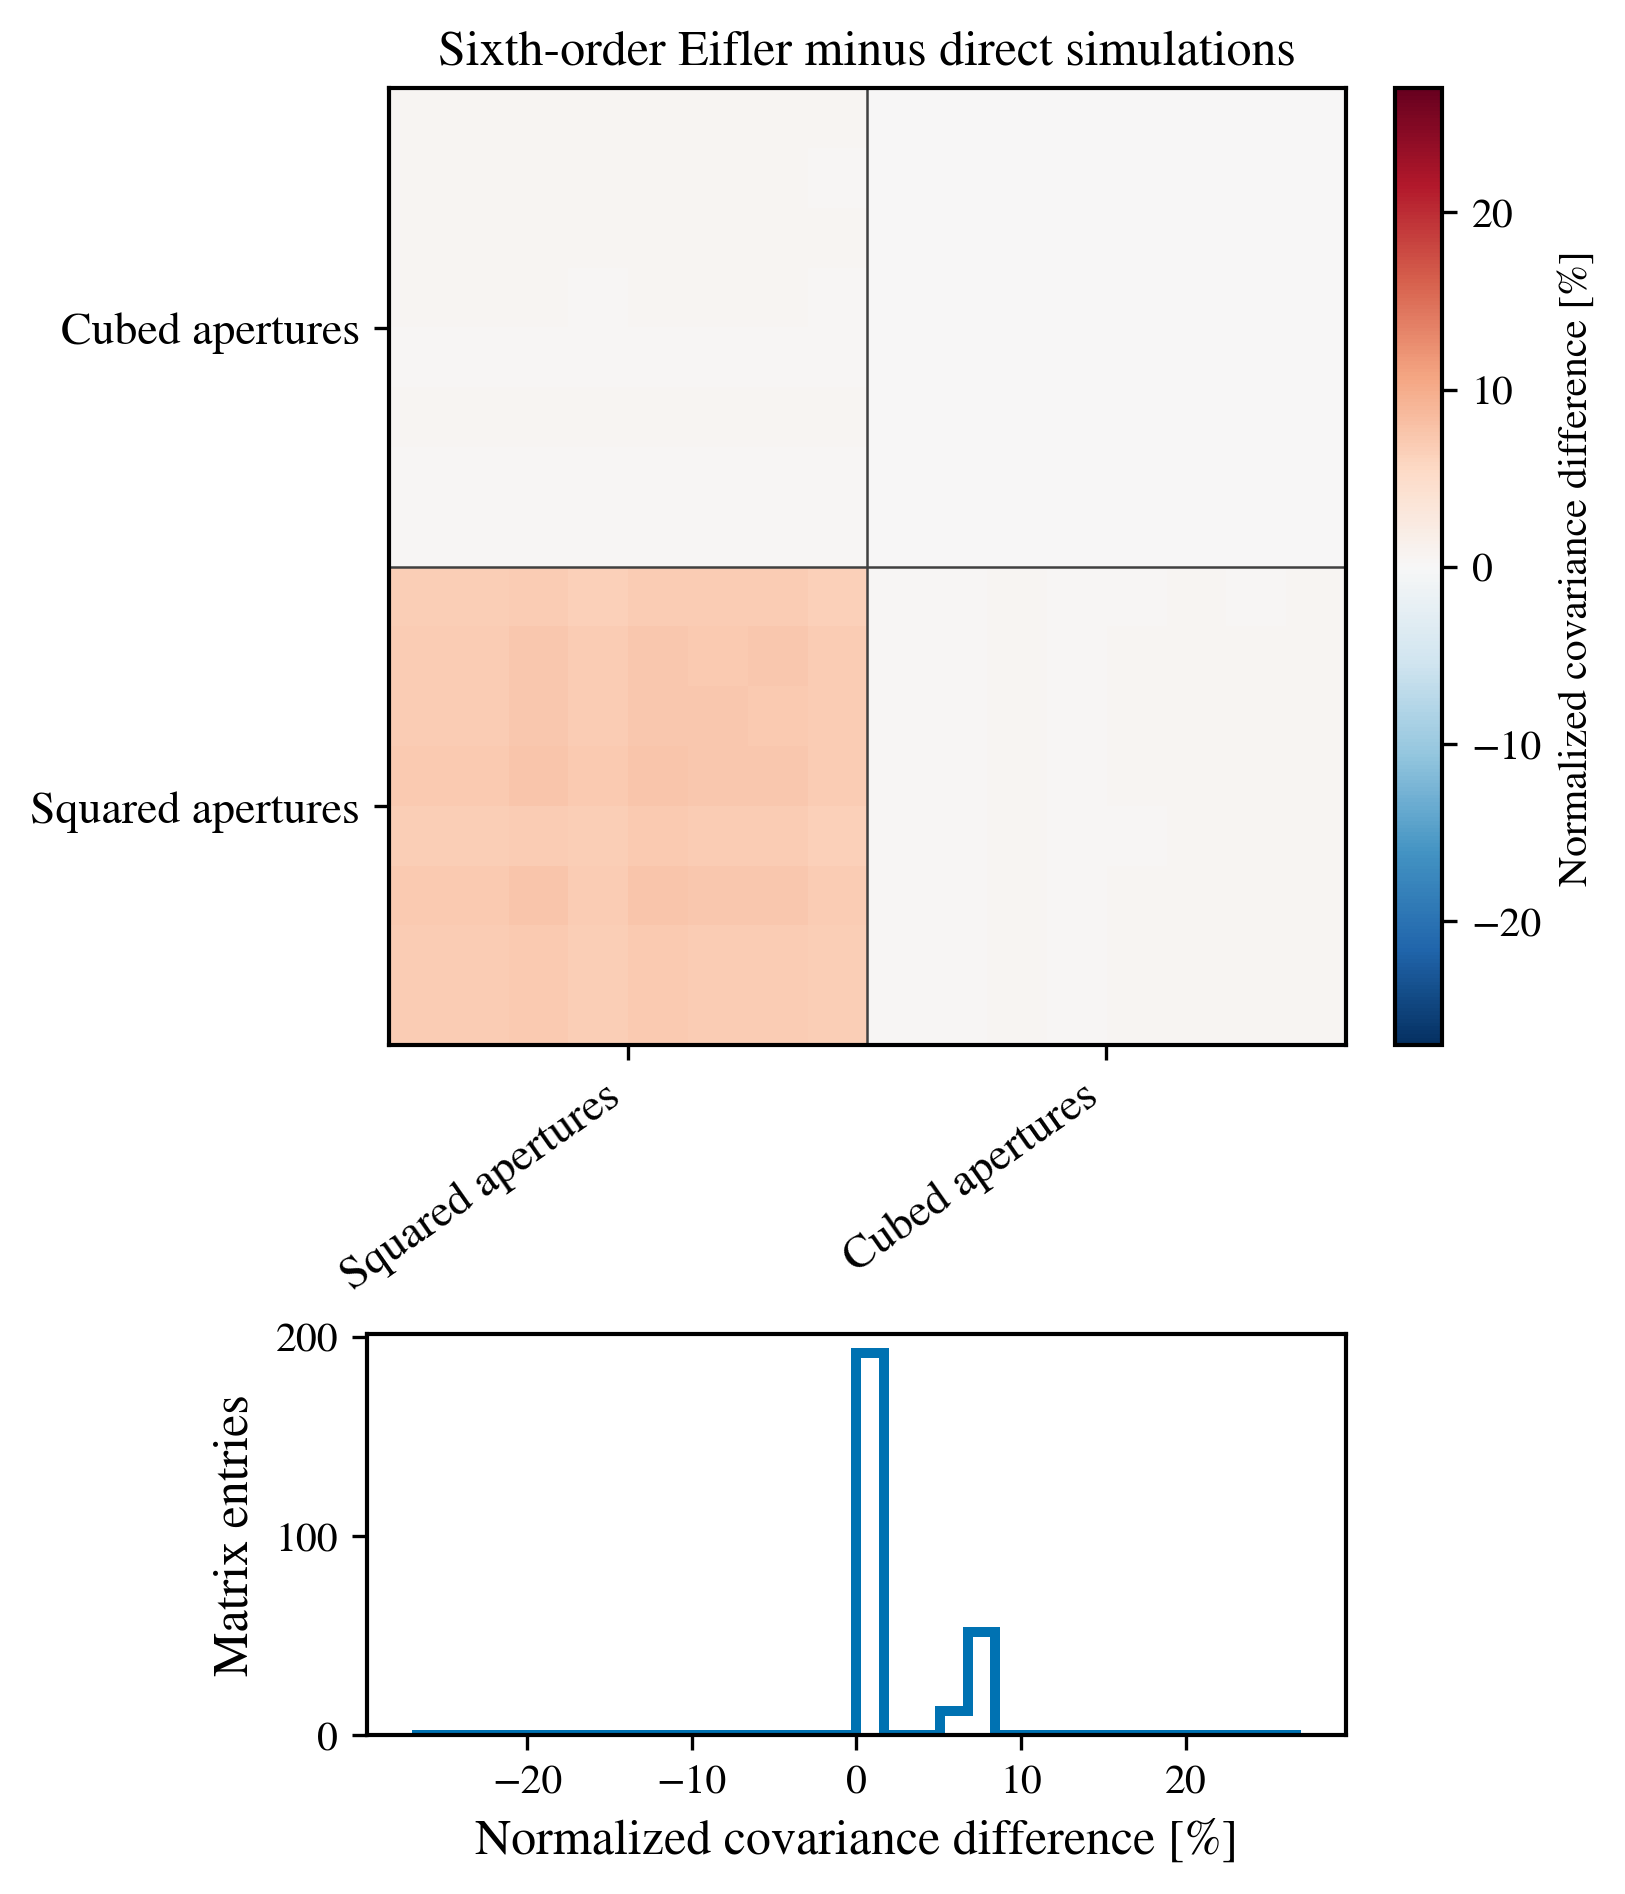 Sixth-order Eifler minus direct simulations
Cubed apertures
Squared apertures
Squared apertures
Cubed apertures
20
10
0
−10
−20
Normalized covariance difference [%]
200
100
0
Matrix entries
−20
−10
0
10
20
Normalized covariance difference [%]